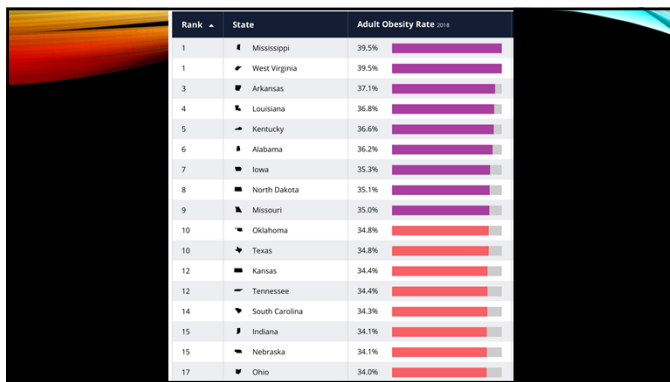 Rank State Adult Obesity Rate 2018
1 Mississippi 39.5%
1 West Virginia 39.5%
3 Arkansas 37.1%
4 Louisiana 36.8%
5 Kentucky 36.6%
6 Alabama 36.2%
7 Iowa 35.3%
8 North Dakota 35.1%
9 Missouri 35.0%
10 Oklahoma 34.8%
10 Texas 34.8%
12 Kansas 34.4%
12 Tennessee 34.4%
14 South Carolina 34.3%
15 Indiana 34.1%
15 Nebraska 34.1%
17 Ohio 34.0%